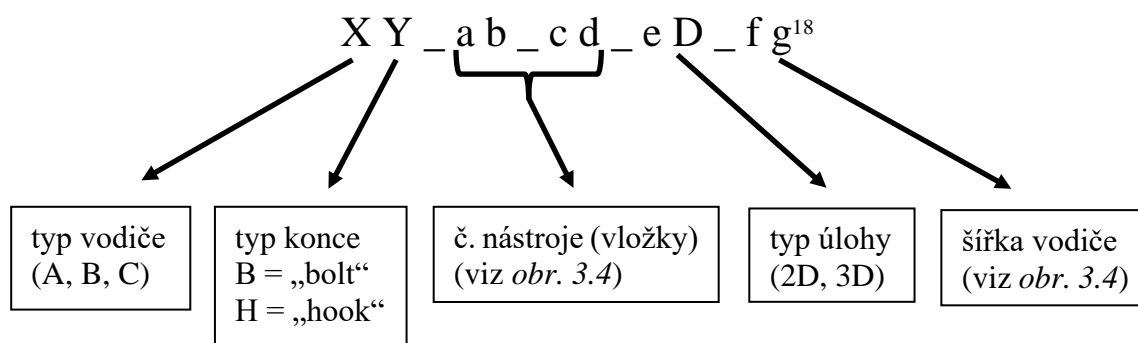 X Y _ a b _ c d _ e D _ f g18
typ vodiče
(A, B, C)
typ konce
B = „bolt“
H = „hook“
č. nástroje (vložky)
(viz obr. 3.4)
typ úlohy
(2D, 3D)
šířka vodiče
(viz obr. 3.4)